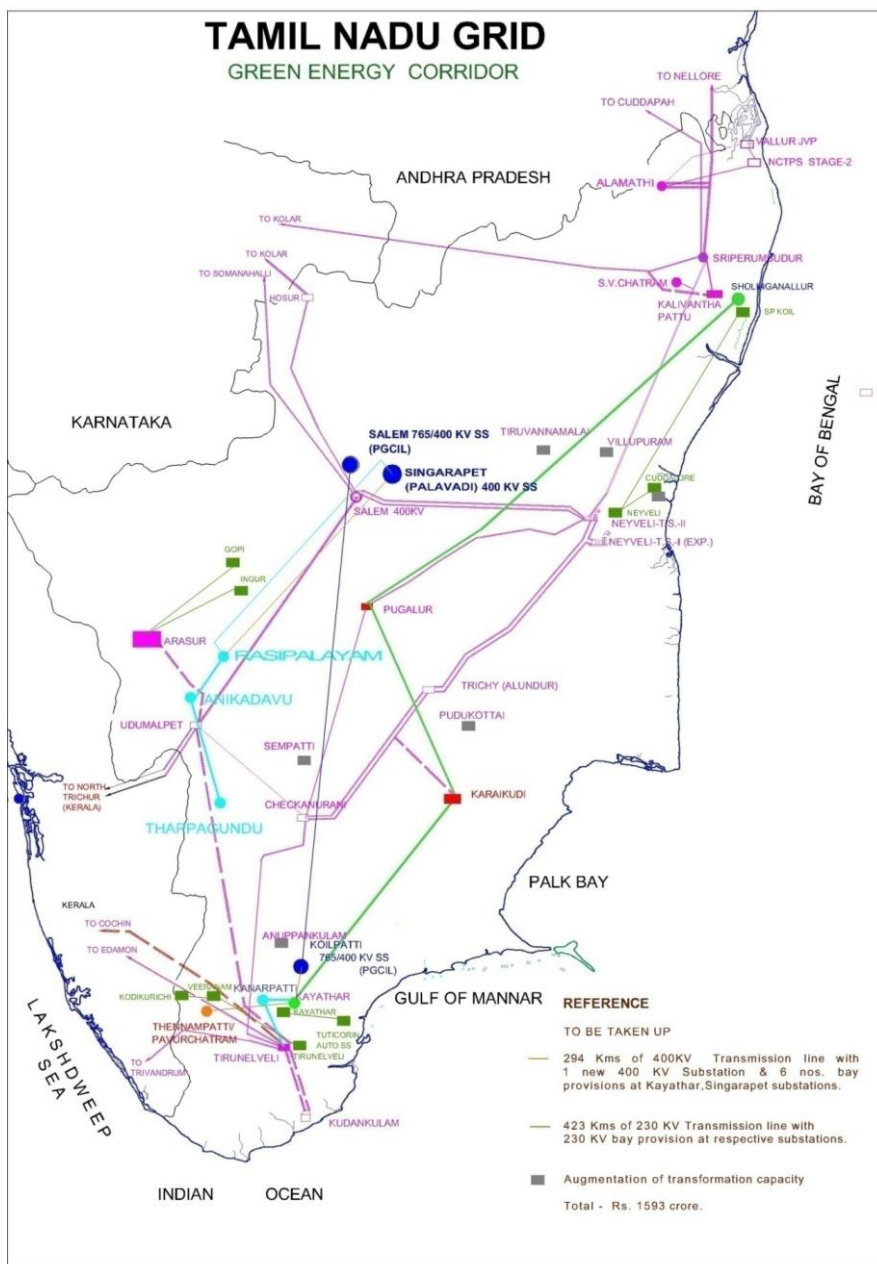 TAMIL NADU GRID
GREEN ENERGY CORRIDOR
TO NELLORE
TO CUDDAPAH
VALLUR JVP
NCTPS STAGE-2
ANDHRA PRADESH
ALAMATHI
TO KOLAR
TO KOLAR
SRIPERUMBUDUR
TO SOMANAHALLI
S.V.CHATRAM
SHOLINGANALLUR
HOSUR
KALIVANTHA
PATTU
SP KOIL
KARNATAKA
BAY OF BENGAL
TIRUVANNAMALAI
VILLUPURAM
SALEM 765/400 KV SS
(PGCIL)
SINGARAPET
(PALAVADI) 400 KV SS
CUDDALORE
SALEM 400KV
NEYVELI
NEYVELI-T.S.-II
NEYVELI-T.S.-I (EXP.)
GOPI
INGUR
PUGALUR
ARASUR
RASIPALAYAM
ANIKADAVU
TRICHY (ALUNDUR)
UDUMALPET
PUDUKOTTAI
SEMPATTI
TO NORTH
TRICHUR
(KERALA)
KARAIKUDI
CHECKANURANI
THAPPAGUNDU
PALK BAY
KERALA
TO COCHIN
ANUPPANKULAM
TO EDAMON
KOILPATTI
765/400 KV SS
(PGCIL)
VEERANAM
KANARPATTI
KODIKURICHI
KAYATHAR
GULF OF MANNAR
KAYATHAR
THENNAMPATTI/
PAVURCHATRAM
TUTICORIN
AUTO SS
TIRUNELVELI
TIRUNELVELI
TO
TRIVANDRUM
LAKSHDWEEP
SEA
KUDANKULAM
INDIAN OCEAN
REFERENCE
TO BE TAKEN UP
294 Kms of 400KV Transmission line with
1 new 400 KV Substation & 6 nos. bay
provisions at Kayathar,Singarapet substations.
423 Kms of 230 KV Transmission line with
230 KV bay provision at respective substations.
Augmentation of transformation capacity
Total - Rs. 1593 crore.